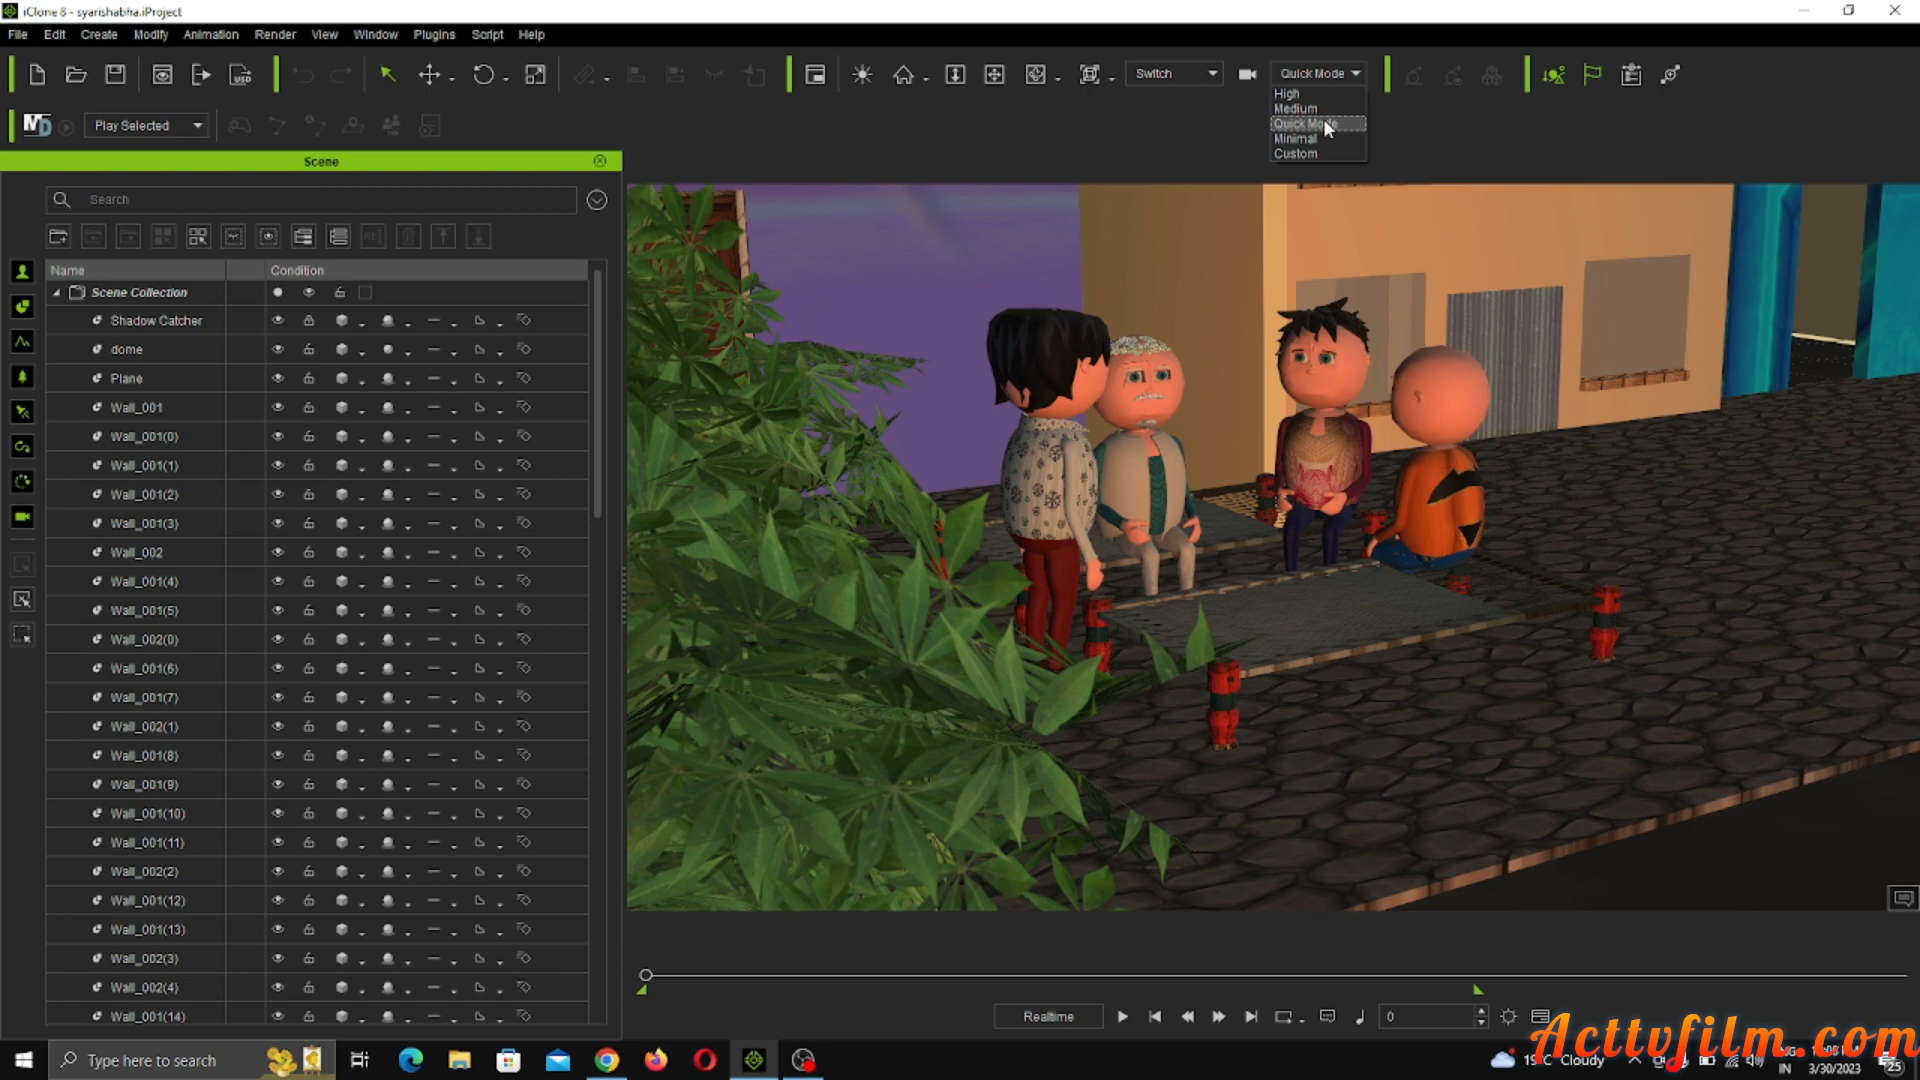 iClone 8 - syarishabha.iProject
File Edit Create Modify Animation Render View Window Plugins Script Help
Switch Quick Mode
High
Medium
Quick Mode
Minimal
Custom
MD Play Selected
Scene
Search
Name Condition
Scene Collection
Shadow Catcher
dome
Plane
Wall_001
Wall_001(0)
Wall_001(1)
Wall_001(2)
Wall_001(3)
Wall_002
Wall_001(4)
Wall_001(5)
Wall_002(0)
Wall_001(6)
Wall_001(7)
Wall_002(1)
Wall_001(8)
Wall_001(9)
Wall_001(10)
Wall_001(11)
Wall_002(2)
Wall_001(12)
Wall_001(13)
Wall_002(3)
Wall_002(4)
Wall_001(14)
Realtime 0
Acttvfilm.com
Type here to search
Cloudy
IN 3/30/2023 25